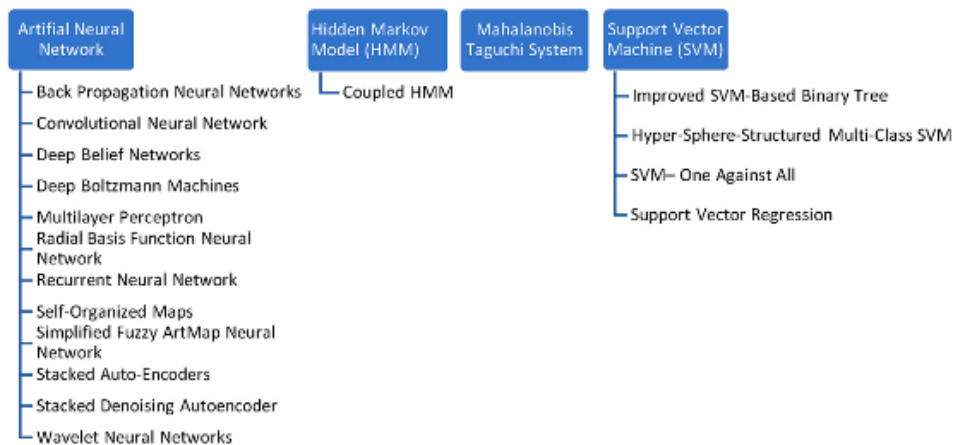 Artifial Neural
Network
Back Propagation Neural Networks
Convolutional Neural Network
Deep Belief Networks
Deep Boltzmann Machines
Multilayer Perceptron
Radial Basis Function Neural
Network
Recurrent Neural Network
Self-Organized Maps
Simplified Fuzzy ArtMap Neural
Network
Stacked Auto-Encoders
Stacked Denoising Autoencoder
Wavelet Neural Networks
Hidden Markov
Model (HMM)
Coupled HMM
Mahalanobis
Taguchi System
Support Vector
Machine (SVM)
Improved SVM-Based Binary Tree
Hyper-Sphere-Structured Multi-Class SVM
SVM– One Against All
Support Vector Regression